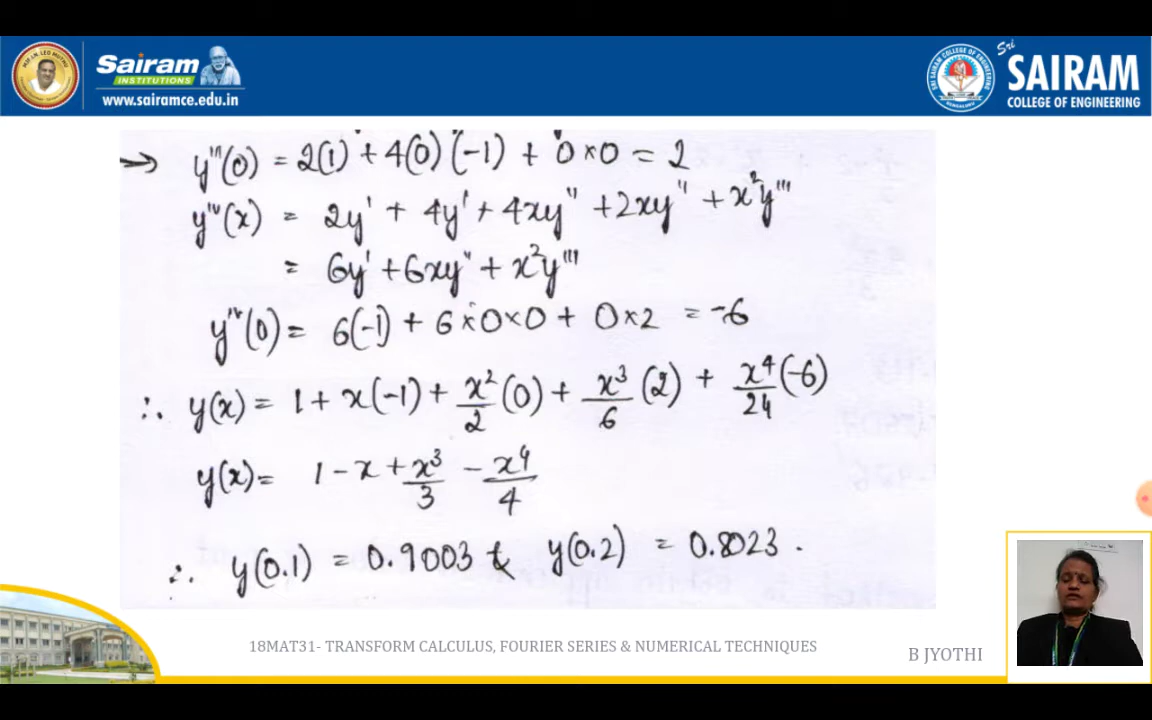 Sairam
INSTITUTIONS
www.sairamce.edu.in
Sri
SAIRAM
COLLEGE OF ENGINEERING
→ y'''(0) = 2(1) + 4(0)(-1) + 0×0 = 2
yⁱᵛ(x) = 2y' + 4y' + 4xy'' + 2xy'' + x²y'''
= 6y' + 6xy'' + x²y'''
yⁱᵛ(0) = 6(-1) + 6×0×0 + 0×2 = -6
∴ y(x) = 1 + x(-1) + x²/2 (0) + x³/6 (2) + x⁴/24 (-6)
y(x) = 1 - x + x³/3 - x⁴/4
∴ y(0.1) = 0.9003 & y(0.2) = 0.8023 .
18MAT31- TRANSFORM CALCULUS, FOURIER SERIES & NUMERICAL TECHNIQUES
B JYOTHI